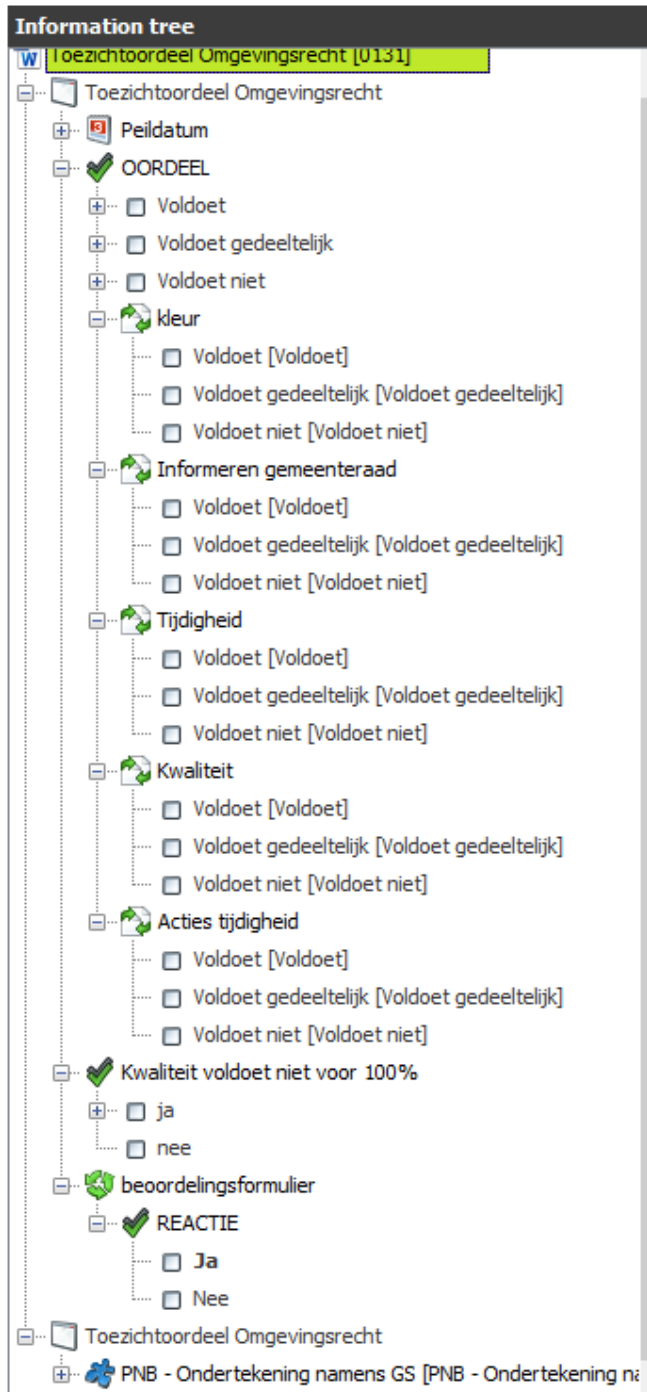 Information tree
Toezichtoordeel Omgevingsrecht [0131]
Toezichtoordeel Omgevingsrecht
Peildatum
OORDEEL
Voldoet
Voldoet gedeeltelijk
Voldoet niet
kleur
Voldoet [Voldoet]
Voldoet gedeeltelijk [Voldoet gedeeltelijk]
Voldoet niet [Voldoet niet]
Informeren gemeenteraad
Voldoet [Voldoet]
Voldoet gedeeltelijk [Voldoet gedeeltelijk]
Voldoet niet [Voldoet niet]
Tijdigheid
Voldoet [Voldoet]
Voldoet gedeeltelijk [Voldoet gedeeltelijk]
Voldoet niet [Voldoet niet]
Kwaliteit
Voldoet [Voldoet]
Voldoet gedeeltelijk [Voldoet gedeeltelijk]
Voldoet niet [Voldoet niet]
Acties tijdigheid
Voldoet [Voldoet]
Voldoet gedeeltelijk [Voldoet gedeeltelijk]
Voldoet niet [Voldoet niet]
Kwaliteit voldoet niet voor 100%
ja
nee
beoordelingsformulier
REACTIE
Ja
Nee
Toezichtoordeel Omgevingsrecht
PNB - Ondertekening namens GS [PNB - Ondertekening na